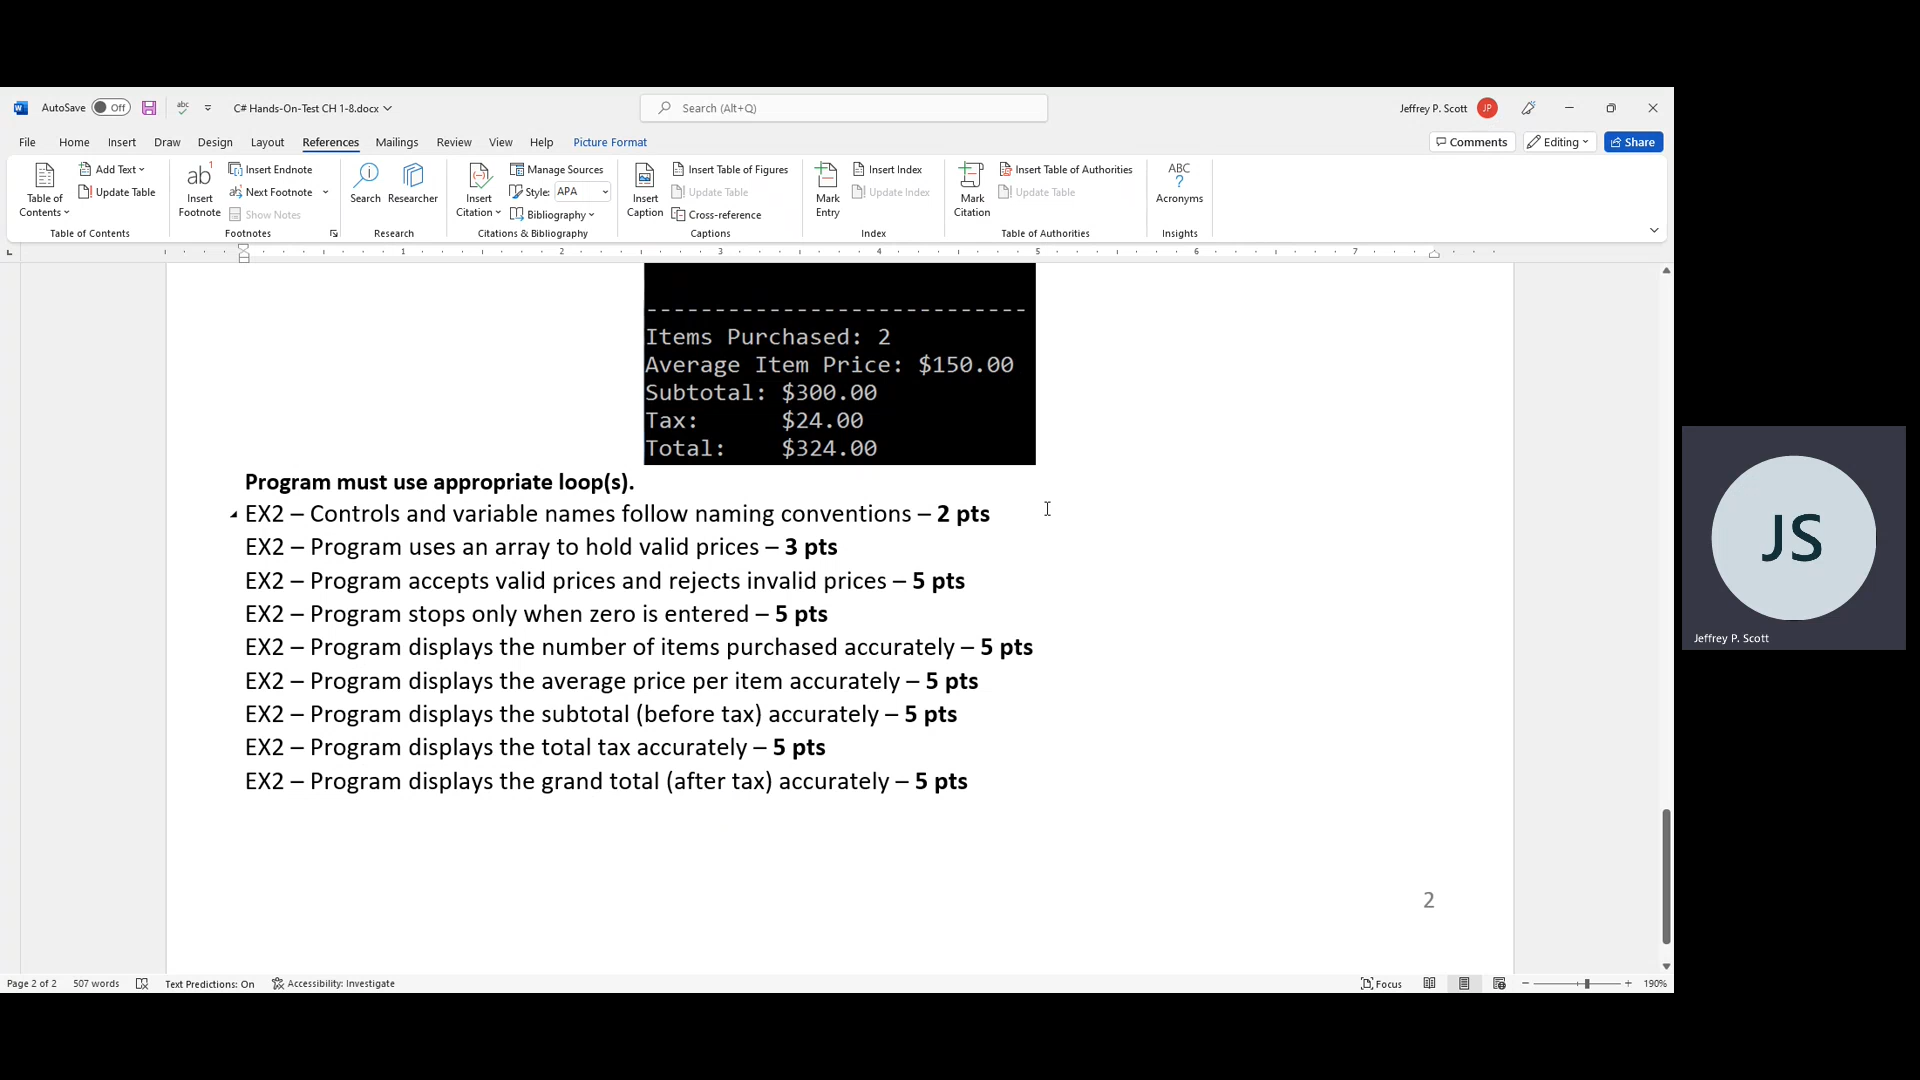 AutoSave Off abc C# Hands-On-Test CH 1-8.docx Search (Alt+Q) Jeffrey P. Scott JP
File Home Insert Draw Design Layout References Mailings Review View Help Picture Format Comments Editing Share
Table of Contents Add Text Update Table Table of Contents
ab Insert Footnote Insert Endnote Next Footnote Show Notes Footnotes
Search Researcher Research
Insert Citation Manage Sources Style: APA Bibliography Citations & Bibliography
Insert Caption Insert Table of Figures Update Table Cross-reference Captions
Mark Entry Insert Index Update Index Index
Mark Citation Insert Table of Authorities Update Table Table of Authorities
ABC ? Acronyms Insights
1 2 3 4 5 6 7
----------------------------
Items Purchased: 2
Average Item Price: $150.00
Subtotal: $300.00
Tax: $24.00
Total: $324.00
Program must use appropriate loop(s).
EX2 – Controls and variable names follow naming conventions – 2 pts
EX2 – Program uses an array to hold valid prices – 3 pts
EX2 – Program accepts valid prices and rejects invalid prices – 5 pts
EX2 – Program stops only when zero is entered – 5 pts
EX2 – Program displays the number of items purchased accurately – 5 pts
EX2 – Program displays the average price per item accurately – 5 pts
EX2 – Program displays the subtotal (before tax) accurately – 5 pts
EX2 – Program displays the total tax accurately – 5 pts
EX2 – Program displays the grand total (after tax) accurately – 5 pts
2
Page 2 of 2 507 words Text Predictions: On Accessibility: Investigate Focus 190%
JS
Jeffrey P. Scott